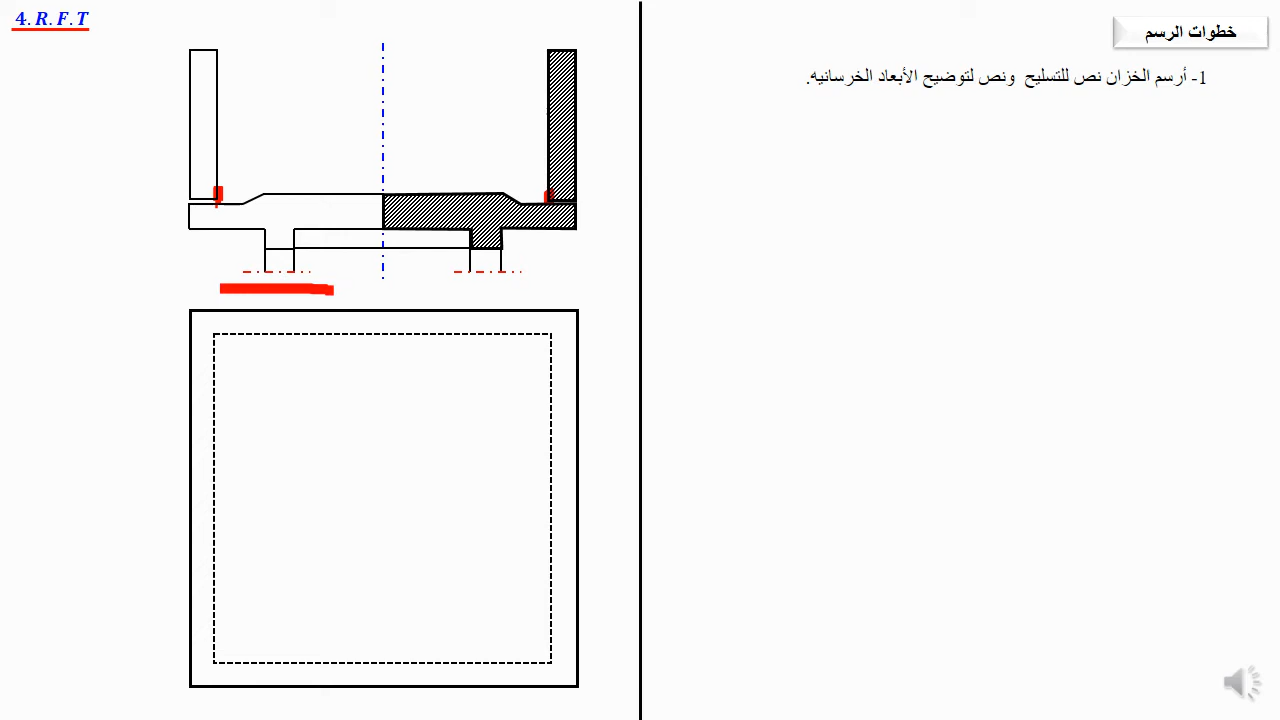 4. R. F. T
خطوات الرسم
1- أرسم الخزان نص للتسليح ونص لتوضيح الأبعاد الخرسانيه.